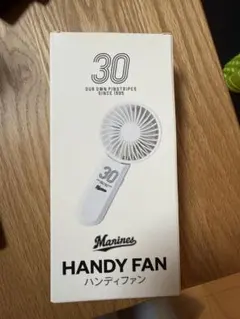 30
OUR OWN PINSTRIPES
SINCE 1995
30
Marines
HANDY FAN
ハンディファン